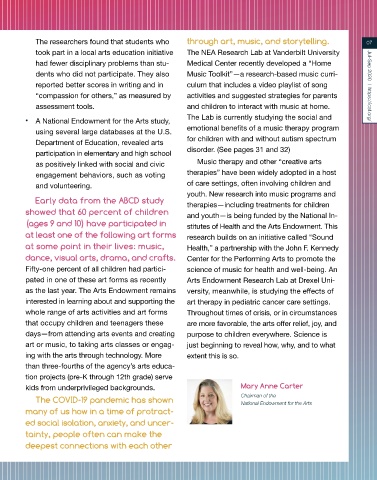 The researchers found that students who
took part in a local arts education initiative
had fewer disciplinary problems than stu-
dents who did not participate. They also
reported better scores in writing and in
“compassion for others,” as measured by
assessment tools.
• A National Endowment for the Arts study,
using several large databases at the U.S.
Department of Education, revealed arts
participation in elementary and high school
as positively linked with social and civic
engagement behaviors, such as voting
and volunteering.
Early data from the ABCD study
showed that 60 percent of children
(ages 9 and 10) have participated in
at least one of the following art forms
at some point in their lives: music,
dance, visual arts, drama, and crafts.
Fifty-one percent of all children had partici-
pated in one of these art forms as recently
as the last year. The Arts Endowment remains
interested in learning about and supporting the
whole range of arts activities and art forms
that occupy children and teenagers these
days—from attending arts events and creating
art or music, to taking arts classes or engag-
ing with the arts through technology. More
than three-fourths of the agency’s arts educa-
tion projects (pre-K through 12th grade) serve
kids from underprivileged backgrounds.
The COVID-19 pandemic has shown
many of us how in a time of protract-
ed social isolation, anxiety, and uncer-
tainty, people often can make the
deepest connections with each other
through art, music, and storytelling.
The NEA Research Lab at Vanderbilt University
Medical Center recently developed a “Home
Music Toolkit”—a research-based music curri-
culum that includes a video playlist of song
activities and suggested strategies for parents
and children to interact with music at home.
The Lab is currently studying the social and
emotional benefits of a music therapy program
for children with and without autism spectrum
disorder. (See pages 31 and 32)
Music therapy and other “creative arts
therapies” have been widely adopted in a host
of care settings, often involving children and
youth. New research into music programs and
therapies—including treatments for children
and youth—is being funded by the National In-
stitutes of Health and the Arts Endowment. This
research builds on an initiative called “Sound
Health,” a partnership with the John F. Kennedy
Center for the Performing Arts to promote the
science of music for health and well-being. An
Arts Endowment Research Lab at Drexel Uni-
versity, meanwhile, is studying the effects of
art therapy in pediatric cancer care settings.
Throughout times of crisis, or in circumstances
are more favorable, the arts offer relief, joy, and
purpose to children everywhere. Science is
just beginning to reveal how, why, and to what
extent this is so.
Mary Anne Carter
Chairman of the
National Endowment for the Arts